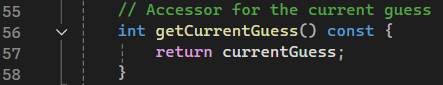 55 // Accessor for the current guess
56 int getCurrentGuess() const {
57 return currentGuess;
58 }